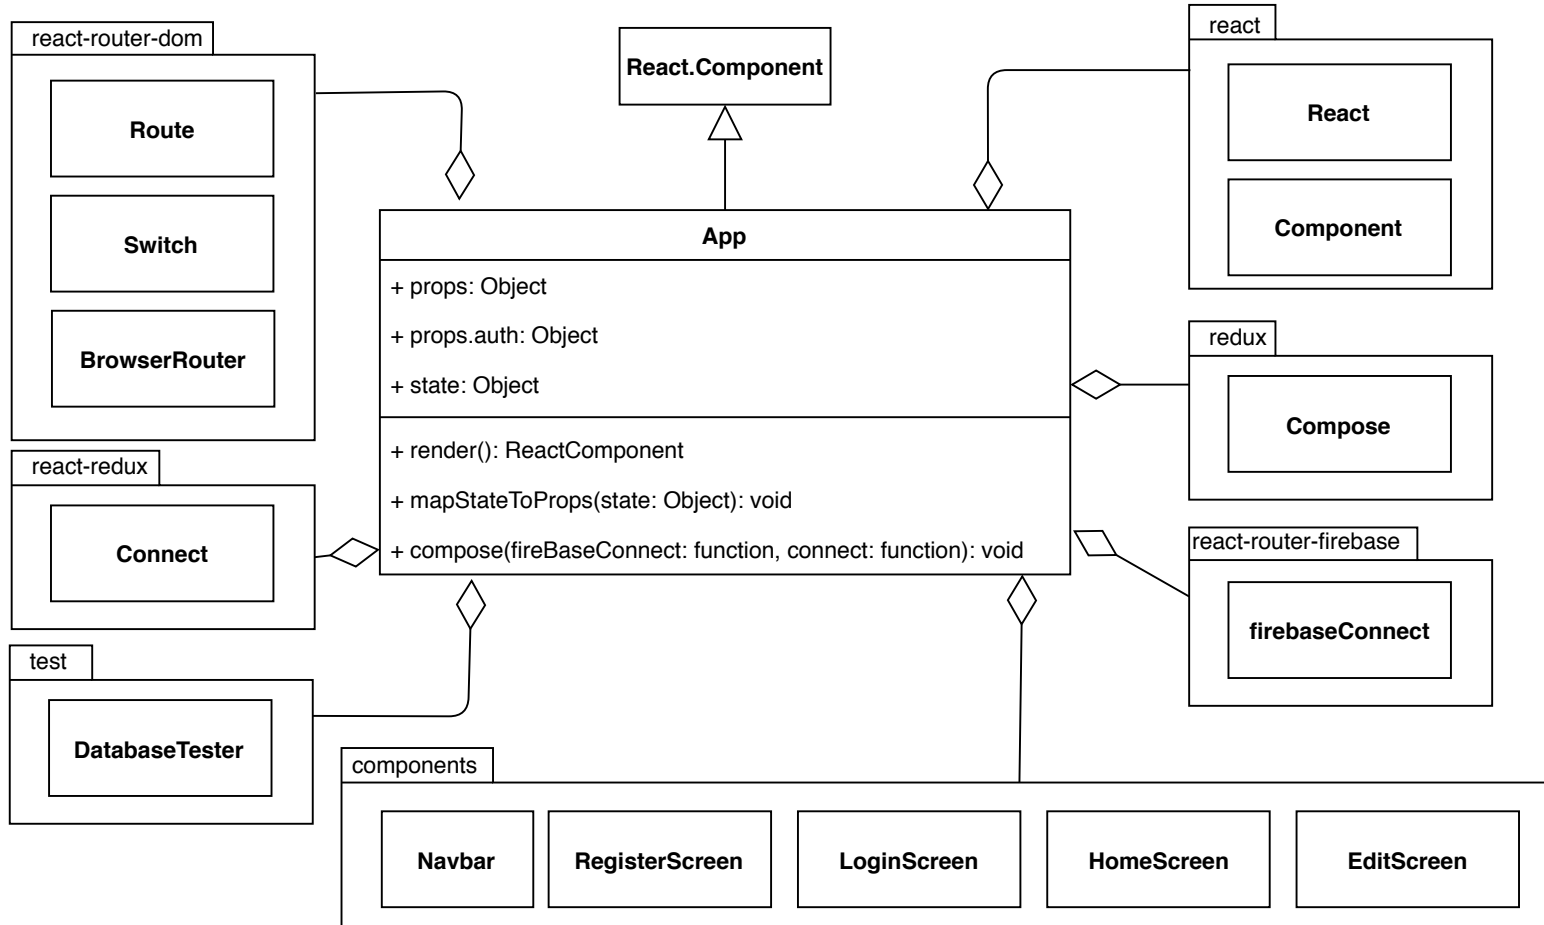 react-router-dom
Route
Switch
BrowserRouter
react-redux
Connect
test
DatabaseTester
React.Component
App
+ props: Object
+ props.auth: Object
+ state: Object
+ render(): ReactComponent
+ mapStateToProps(state: Object): void
+ compose(fireBaseConnect: function, connect: function): void
react
React
Component
redux
Compose
react-router-firebase
firebaseConnect
components
Navbar
RegisterScreen
LoginScreen
HomeScreen
EditScreen